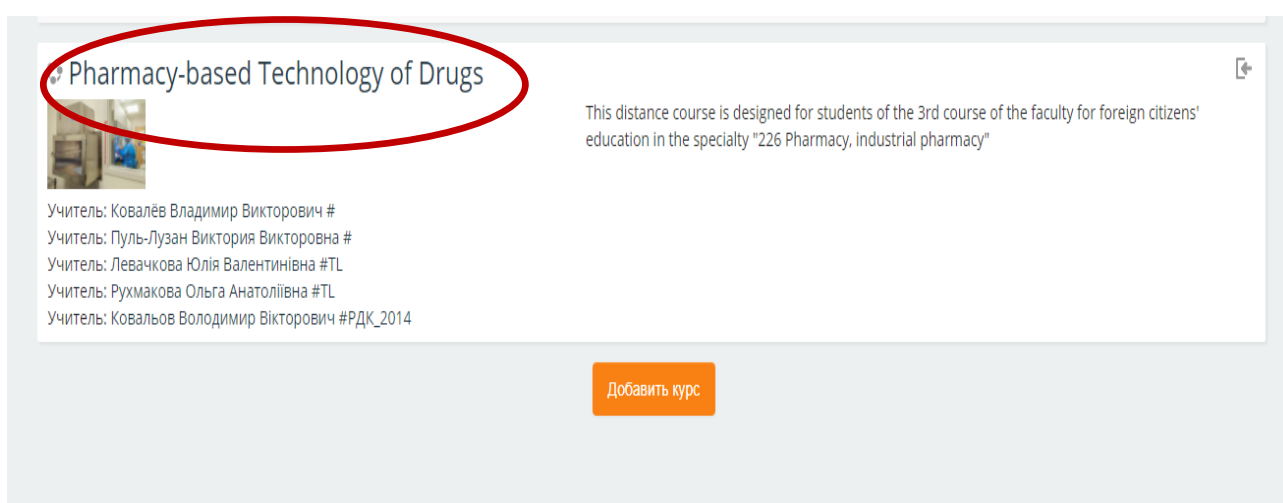 Pharmacy-based Technology of Drugs
This distance course is designed for students of the 3rd course of the faculty for foreign citizens'
education in the specialty "226 Pharmacy, industrial pharmacy"
Учитель: Ковалёв Владимир Викторович #
Учитель: Пуль-Лузан Виктория Викторовна #
Учитель: Левачкова Юлія Валентинівна #TL
Учитель: Рухмакова Ольга Анатоліївна #TL
Учитель: Ковальов Володимир Вікторович #РДК_2014
Добавить курс